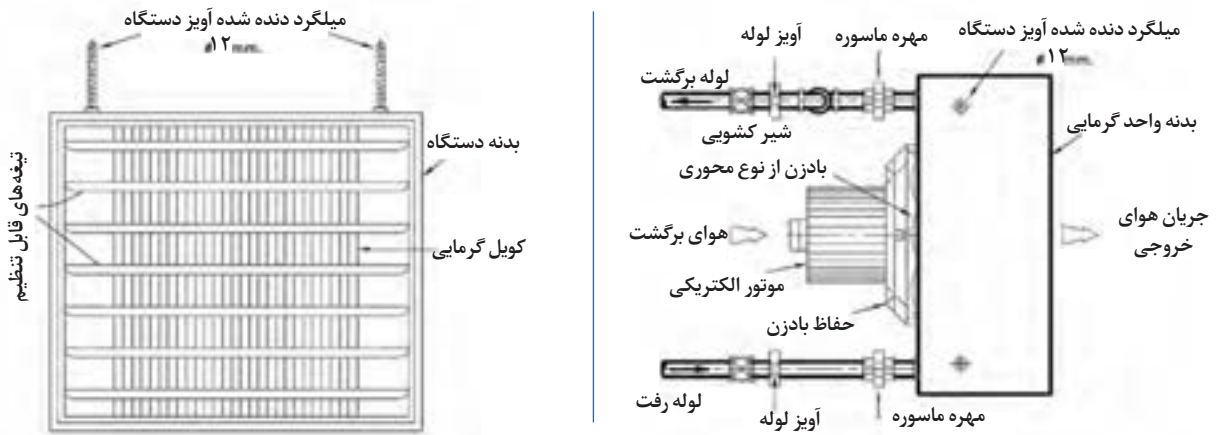 میلگرد دنده شده آویز دستگاه
ø۱۲mm.
بدنه دستگاه
تیغه‌های قابل تنظیم
کویل گرمایی
میلگرد دنده شده آویز دستگاه
ø۱۲mm.
مهره ماسوره
آویز لوله
لوله برگشت
شیر کشویی
بدنه واحد گرمایی
بادزن از نوع محوری
جریان هوای
خروجی
هوای برگشت
موتور الکتریکی
حفاظ بادزن
لوله رفت
آویز لوله
مهره ماسوره